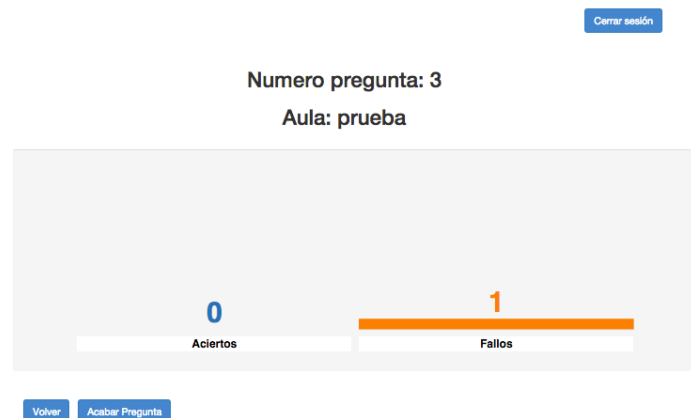 Cerrar sesión
Numero pregunta: 3
Aula: prueba
0 1
Aciertos Fallos
Volver Acabar Pregunta